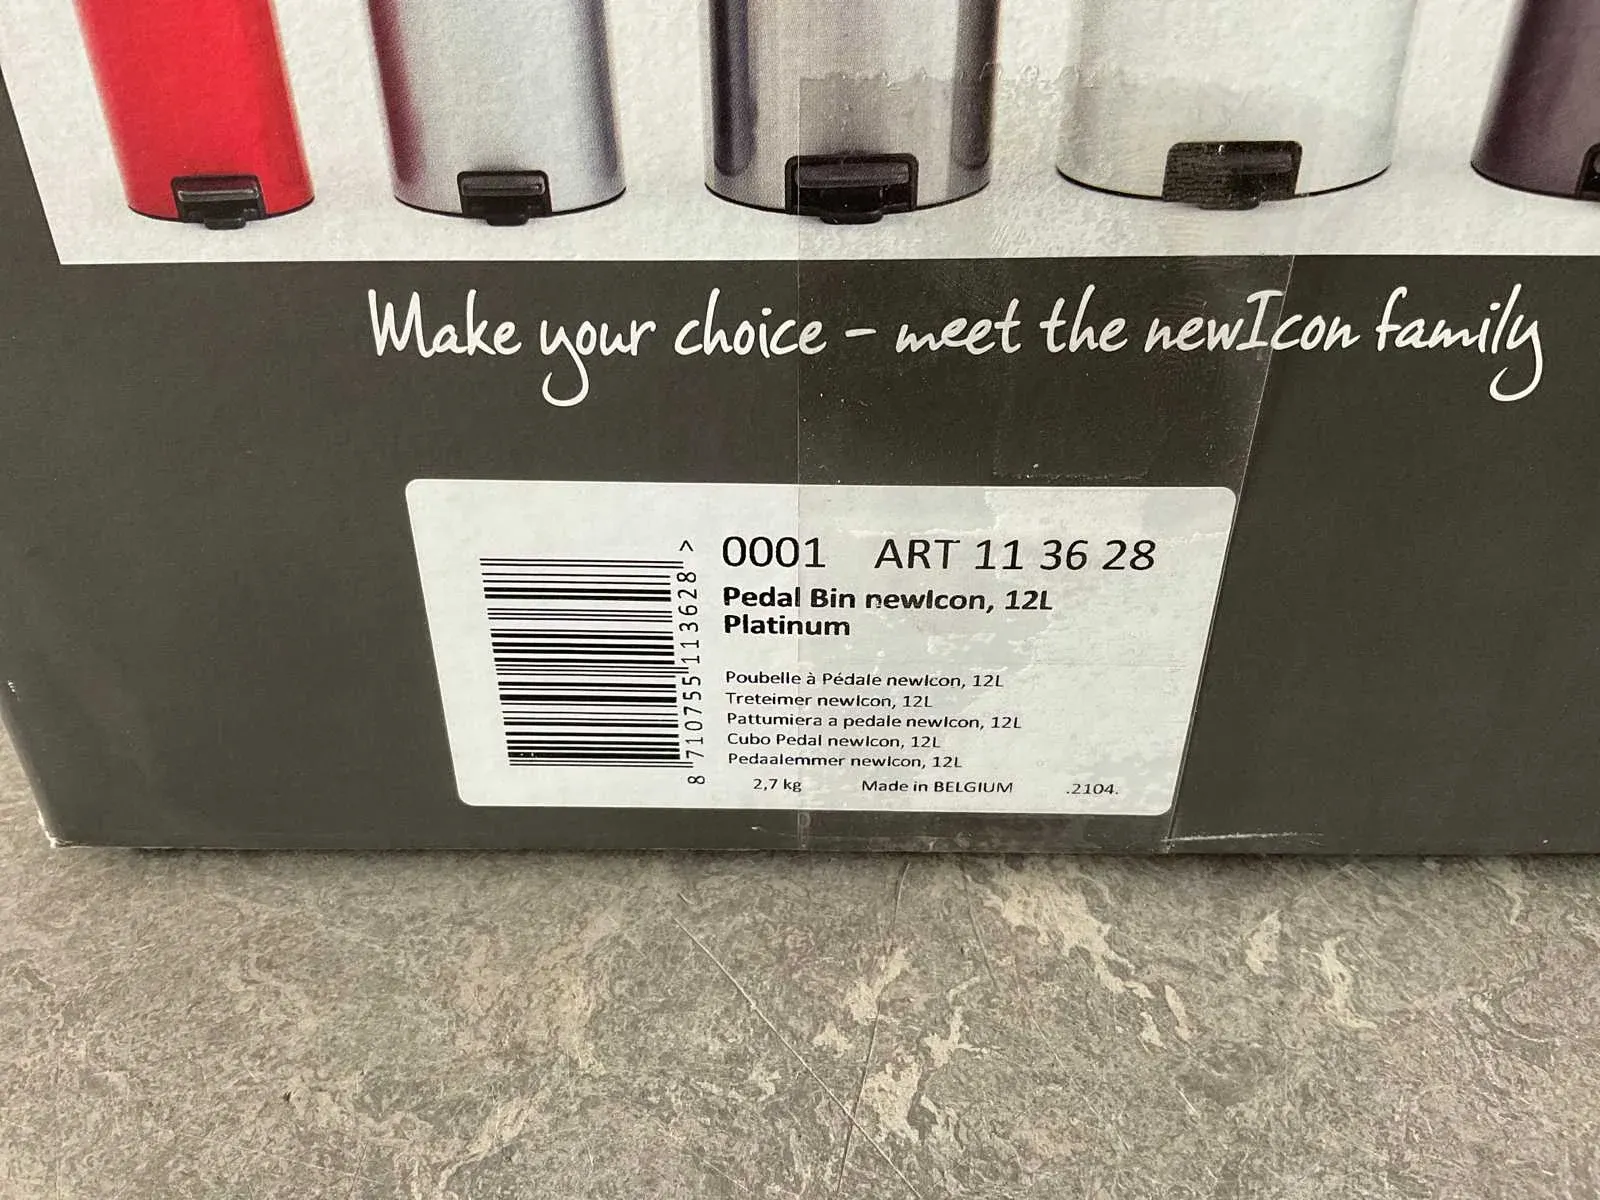 Make your choice – meet the newIcon family
0001 ART 11 36 28
Pedal Bin newIcon, 12L
Platinum
Poubelle à Pédale newIcon, 12L
Treteimer newIcon, 12L
Pattumiera a pedale newIcon, 12L
Cubo Pedal newIcon, 12L
Pedaalemmer newIcon, 12L
2,7 kg Made in BELGIUM .2104.
8 710755 113628 >